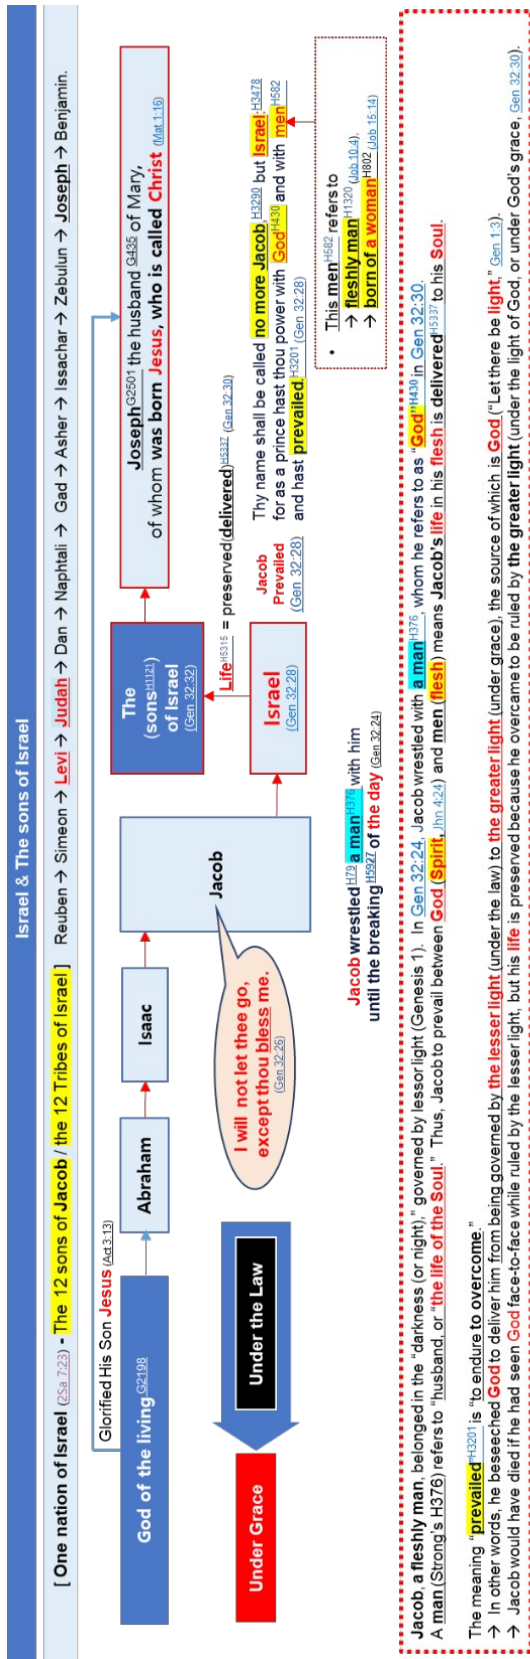 Israel & The sons of Israel
[ One nation of Israel (2Sa 7:23) - The 12 sons of Jacob / the 12 Tribes of Israel ] Reuben → Simeon → Levi → Judah → Dan → Naphtali → Gad → Asher → Issachar → Zebulun → Joseph → Benjamin.
Glorified His Son Jesus (Act 3:13)
God of the living G2198
Abraham
Isaac
Jacob
I will not let thee go,
except thou bless me.
(Gen 32:26)
The
(sons H1121)
of Israel
(Gen 32:32)
Joseph G2501 the husband G435 of Mary,
of whom was born Jesus, who is called Christ (Mat 1:16)
Life H5315 = preserved(delivered) H5337 (Gen 32:30)
Israel
(Gen 32:28)
Jacob
Prevailed
(Gen 32:28)
Thy name shall be called no more Jacob, H3290 but Israel: H3478
for as a prince hast thou power with God H430 and with men H582
and hast prevailed. H3201 (Gen 32:28)
Under Grace
Under the Law
Jacob wrestled H79 a man H376 with him
until the breaking H5927 of the day (Gen 32:24)
• This men H582 refers to
→ fleshly man H1320 (Job 10:4).
→ born of a woman H802 (Job 15:14)
Jacob, a fleshly man, belonged in the “darkness (or night),” governed by lessor light (Genesis 1). In Gen 32:24, Jacob wrestled with a man H376, whom he refers to as “God” H430 in Gen 32:30.
A man (Strong's H376) refers to “husband, or “the life of the Soul.” Thus, Jacob to prevail between God (Spirit, Jhn 4:24) and men (flesh) means Jacob's life in his flesh is delivered H5337 to his Soul.
The meaning “prevailed” H3201 is “to endure to overcome.”
→ In other words, he beseeched God to deliver him from being governed by the lesser light (under the law) to the greater light (under grace), the source of which is God (“Let there be light,” Gen 1:3).
→ Jacob would have died if he had seen God face-to-face while ruled by the lesser light, but his life is preserved because he overcame to be ruled by the greater light (under the light of God, or under God's grace, Gen 32:30).